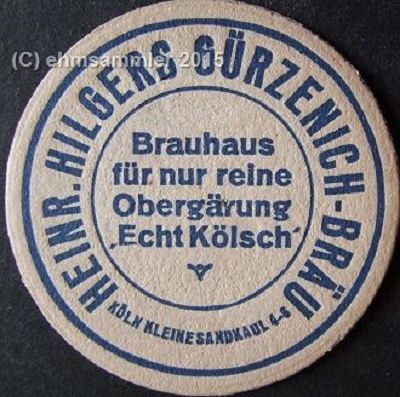 (C) ehmsammler 2015
HEINR. HILGERS GÜRZENICH-BRÄU
Brauhaus
für nur reine
Obergärung
„Echt Kölsch“
KÖLN KLEINE SANDKAUL 4-6